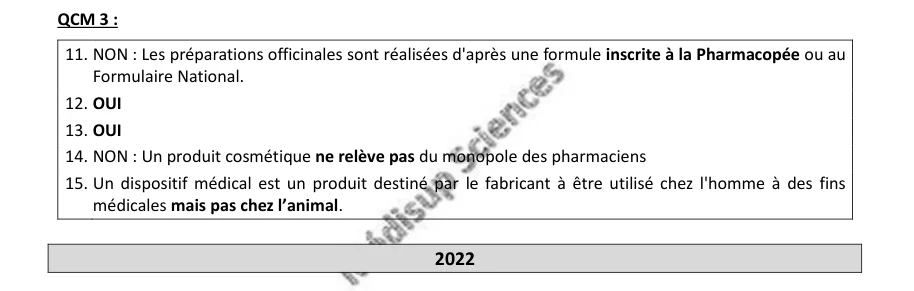 QCM 3 :
11. NON : Les préparations officinales sont réalisées d'après une formule inscrite à la Pharmacopée ou au
Formulaire National.
12. OUI
13. OUI
14. NON : Un produit cosmétique ne relève pas du monopole des pharmaciens
15. Un dispositif médical est un produit destiné par le fabricant à être utilisé chez l'homme à des fins
médicales mais pas chez l’animal.
Médisup Sciences
2022